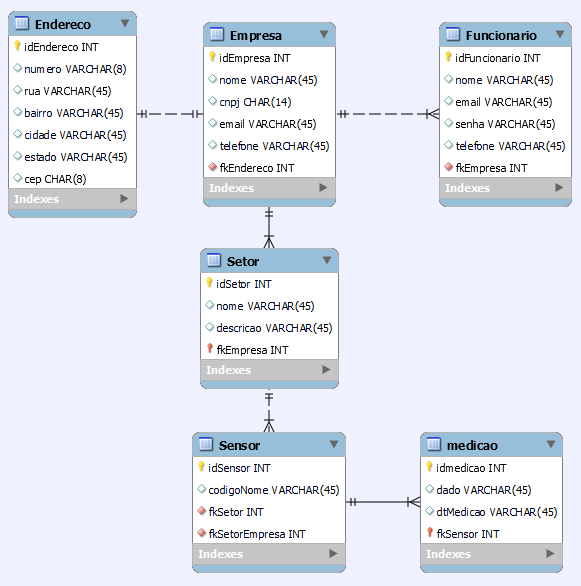 Endereco
idEndereco INT
numero VARCHAR(8)
rua VARCHAR(45)
bairro VARCHAR(45)
cidade VARCHAR(45)
estado VARCHAR(45)
cep CHAR(8)
Indexes
Empresa
idEmpresa INT
nome VARCHAR(45)
cnpj CHAR(14)
email VARCHAR(45)
telefone VARCHAR(45)
fkEndereco INT
Indexes
Funcionario
idFuncionario INT
nome VARCHAR(45)
email VARCHAR(45)
senha VARCHAR(45)
telefone VARCHAR(45)
fkEmpresa INT
Indexes
Setor
idSetor INT
nome VARCHAR(45)
descricao VARCHAR(45)
fkEmpresa INT
Indexes
Sensor
idSensor INT
codigoNome VARCHAR(45)
fkSetor INT
fkSetorEmpresa INT
Indexes
medicao
idmedicao INT
dado VARCHAR(45)
dtMedicao VARCHAR(45)
fkSensor INT
Indexes